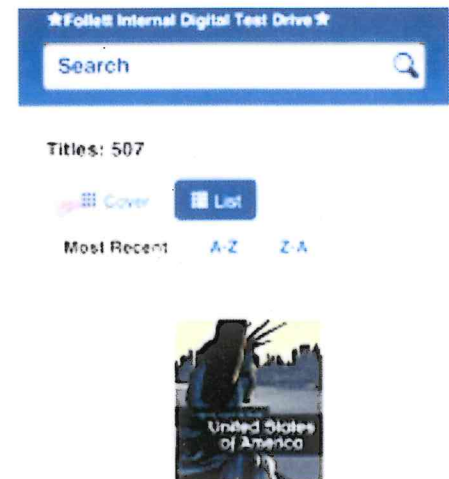 ★Follett Internal Digital Test Drive★
Search
Titles: 507
Cover List
Most Recent A-Z Z-A
United States
of America